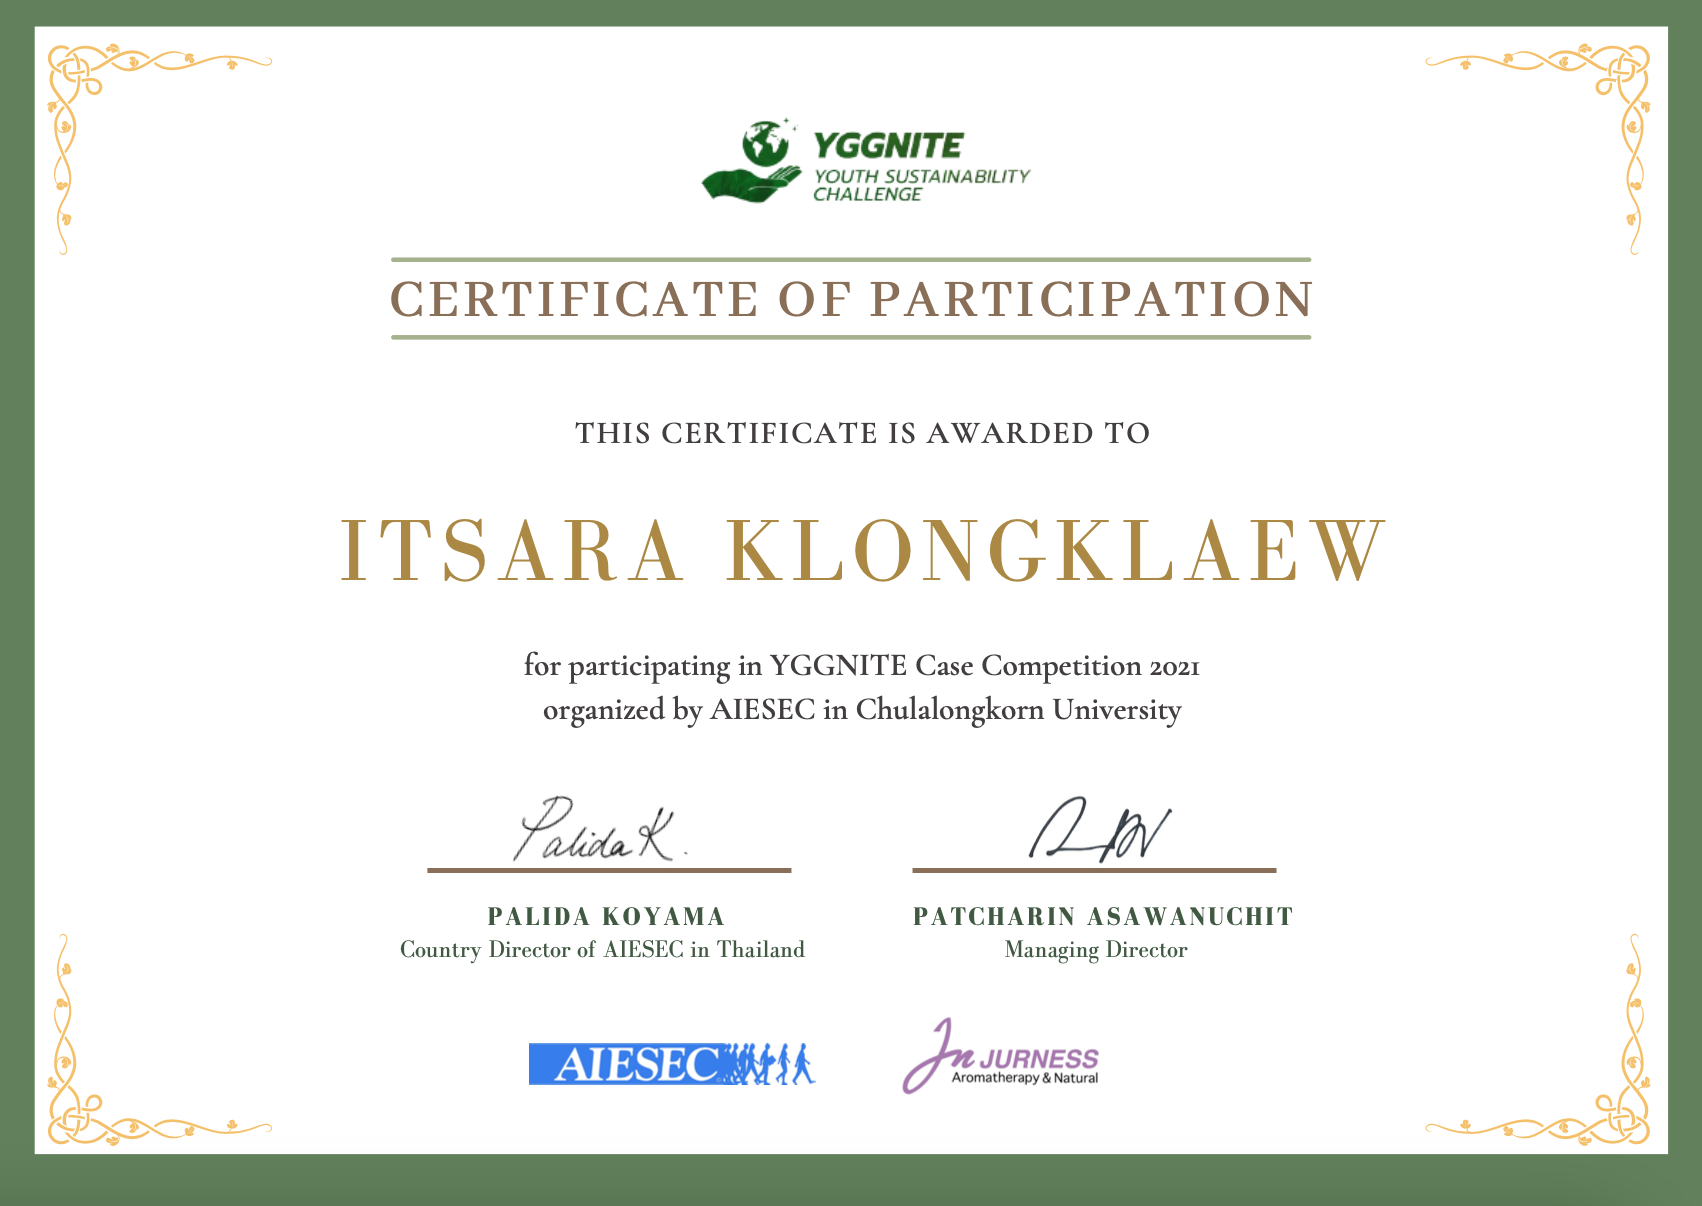 YGGNITE
YOUTH SUSTAINABILITY
CHALLENGE
CERTIFICATE OF PARTICIPATION
THIS CERTIFICATE IS AWARDED TO
ITSARA KLONGKLAEW
for participating in YGGNITE Case Competition 2021
organized by AIESEC in Chulalongkorn University
Palida K.
PALIDA KOYAMA
Country Director of AIESEC in Thailand
PATCHARIN ASAWANUCHIT
Managing Director
AIESEC
Jn JURNESS
Aromatherapy & Natural